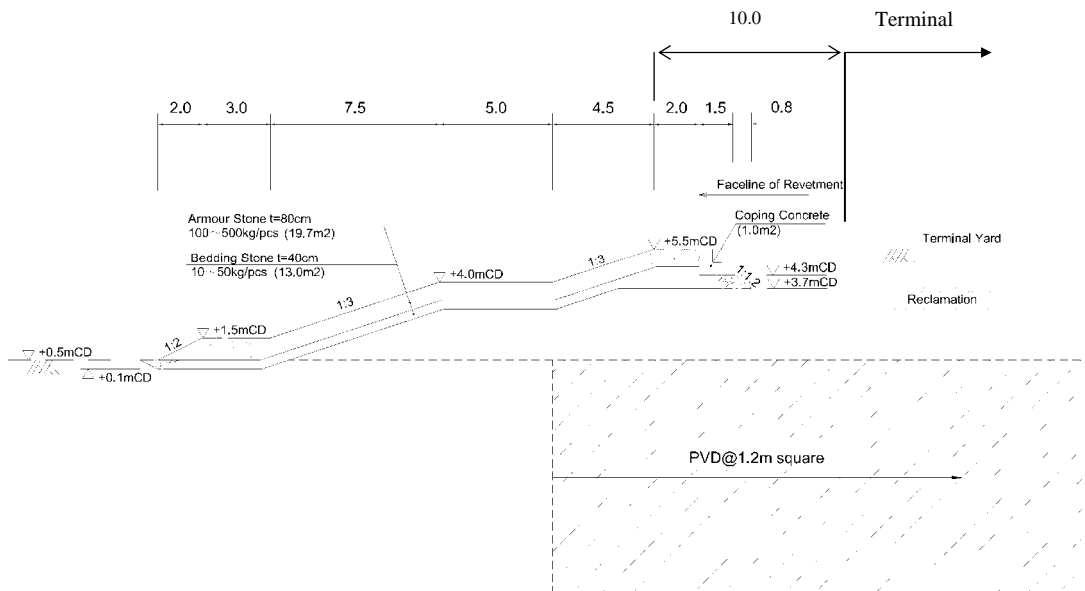 10.0 Terminal
2.0 3.0 7.5 5.0 4.5 2.0 1.5 0.8
Faceline of Revetment
Armour Stone t=80cm
100~500kg/pcs (19.7m2)
Coping Concrete
(1.0m2)
Bedding Stone t=40cm
10~50kg/pcs (13.0m2)
+5.5mCD
Terminal Yard
1:3
1:1.2
+4.0mCD
+4.3mCD
+3.7mCD
1:3
Reclamation
+1.5mCD
1:2
+0.5mCD
+0.1mCD
PVD@1.2m square